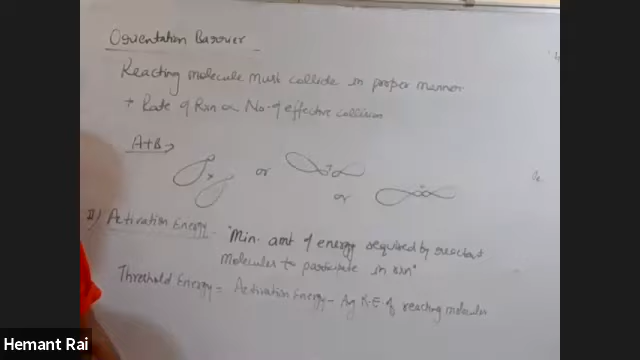 Orientation Barrier
Reacting molecule must collide in proper manner
+ Rate of Rxn α No. of effective collision
A+B →
or
or
II) Activation Energy - "Min. amt of energy required by reactant
molecules to participate in rxn"
Threshold Energy = Activation Energy - Avg K.E. of reacting molecules
Hemant Rai